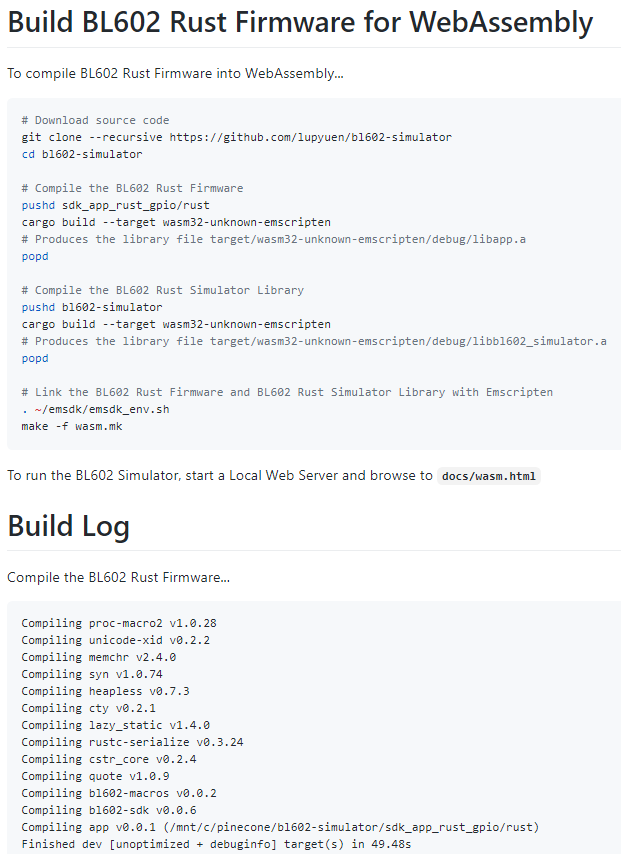 Build BL602 Rust Firmware for WebAssembly
To compile BL602 Rust Firmware into WebAssembly...
# Download source code
git clone --recursive https://github.com/lupyuen/bl602-simulator
cd bl602-simulator
# Compile the BL602 Rust Firmware
pushd sdk_app_rust_gpio/rust
cargo build --target wasm32-unknown-emscripten
# Produces the library file target/wasm32-unknown-emscripten/debug/libapp.a
popd
# Compile the BL602 Rust Simulator Library
pushd bl602-simulator
cargo build --target wasm32-unknown-emscripten
# Produces the library file target/wasm32-unknown-emscripten/debug/libbl602_simulator.a
popd
# Link the BL602 Rust Firmware and BL602 Rust Simulator Library with Emscripten
. ~/emsdk/emsdk_env.sh
make -f wasm.mk
To run the BL602 Simulator, start a Local Web Server and browse to docs/wasm.html
Build Log
Compile the BL602 Rust Firmware...
Compiling proc-macro2 v1.0.28
Compiling unicode-xid v0.2.2
Compiling memchr v2.4.0
Compiling syn v1.0.74
Compiling heapless v0.7.3
Compiling cty v0.2.1
Compiling lazy_static v1.4.0
Compiling rustc-serialize v0.3.24
Compiling cstr_core v0.2.4
Compiling quote v1.0.9
Compiling bl602-macros v0.0.2
Compiling bl602-sdk v0.0.6
Compiling app v0.0.1 (/mnt/c/pinecone/bl602-simulator/sdk_app_rust_gpio/rust)
Finished dev [unoptimized + debuginfo] target(s) in 49.48s